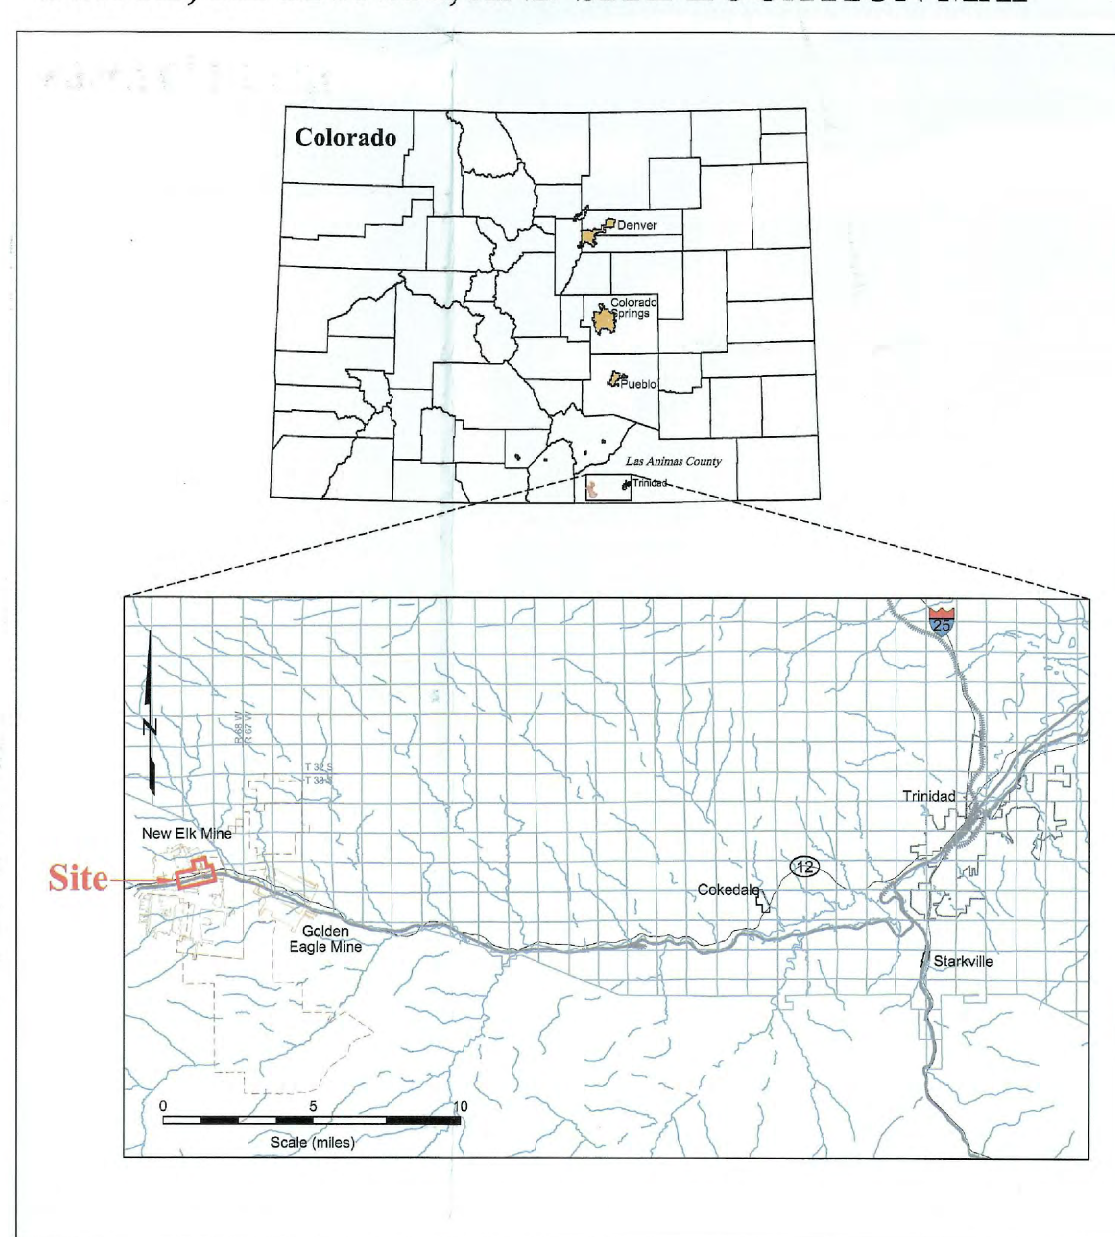 Colorado
Denver
Colorado
Springs
Pueblo
Las Animas County
Trinidad
25
N
R 68 W
R 67 W
T 32 S
T 33 S
Trinidad
New Elk Mine
12
Site
Cokedale
Golden
Eagle Mine
Starkville
0 5 10
Scale (miles)